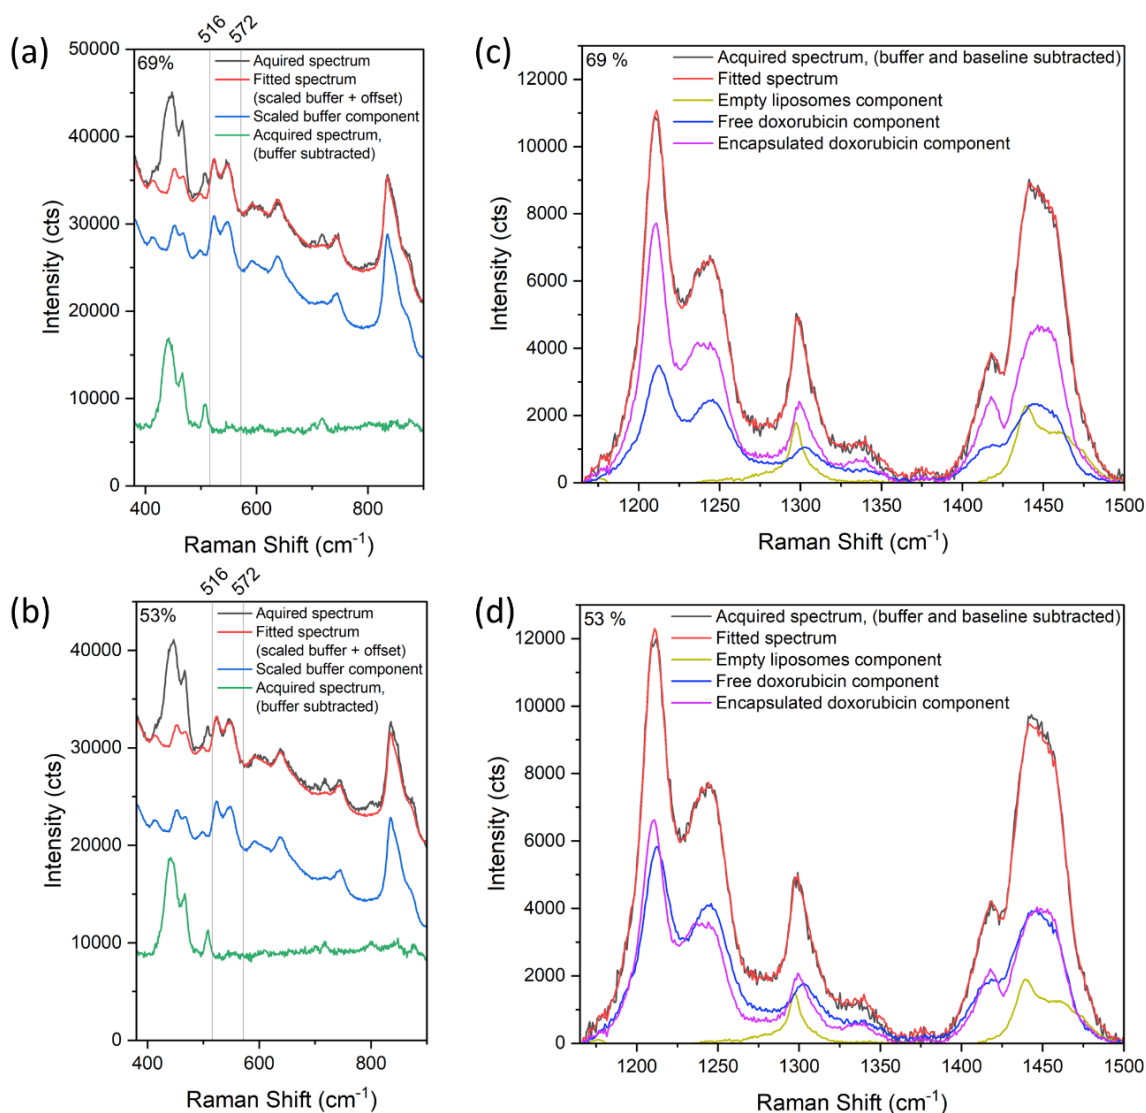 516
572
(a)
50000
40000
30000
20000
10000
0
Intensity (cts)
69%
Aquired spectrum
Fitted spectrum
(scaled buffer + offset)
Scaled buffer component
Acquired spectrum,
(buffer subtracted)
400
600
800
Raman Shift (cm⁻¹)
(c)
12000
10000
8000
6000
4000
2000
0
Intensity (cts)
69 %
Acquired spectrum, (buffer and baseline subtracted)
Fitted spectrum
Empty liposomes component
Free doxorubicin component
Encapsulated doxorubicin component
1200
1250
1300
1350
1400
1450
1500
Raman Shift (cm⁻¹)
516
572
(b)
40000
30000
20000
10000
0
Intensity (cts)
53%
Aquired spectrum
Fitted spectrum
(scaled buffer + offset)
Scaled buffer component
Acquired spectrum,
(buffer subtracted)
400
600
800
Raman Shift (cm⁻¹)
(d)
12000
10000
8000
6000
4000
2000
0
Intensity (cts)
53 %
Acquired spectrum, (buffer and baseline subtracted)
Fitted spectrum
Empty liposomes component
Free doxorubicin component
Encapsulated doxorubicin component
1200
1250
1300
1350
1400
1450
1500
Raman Shift (cm⁻¹)